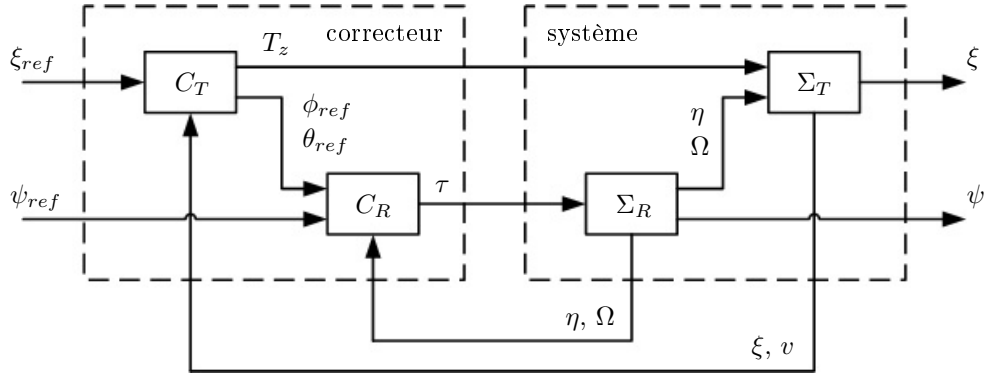 correcteur
système
ξ_ref
T_z
ξ
C_T
Σ_T
ϕ_ref
θ_ref
η
Ω
ψ_ref
τ
ψ
C_R
Σ_R
η, Ω
ξ, v